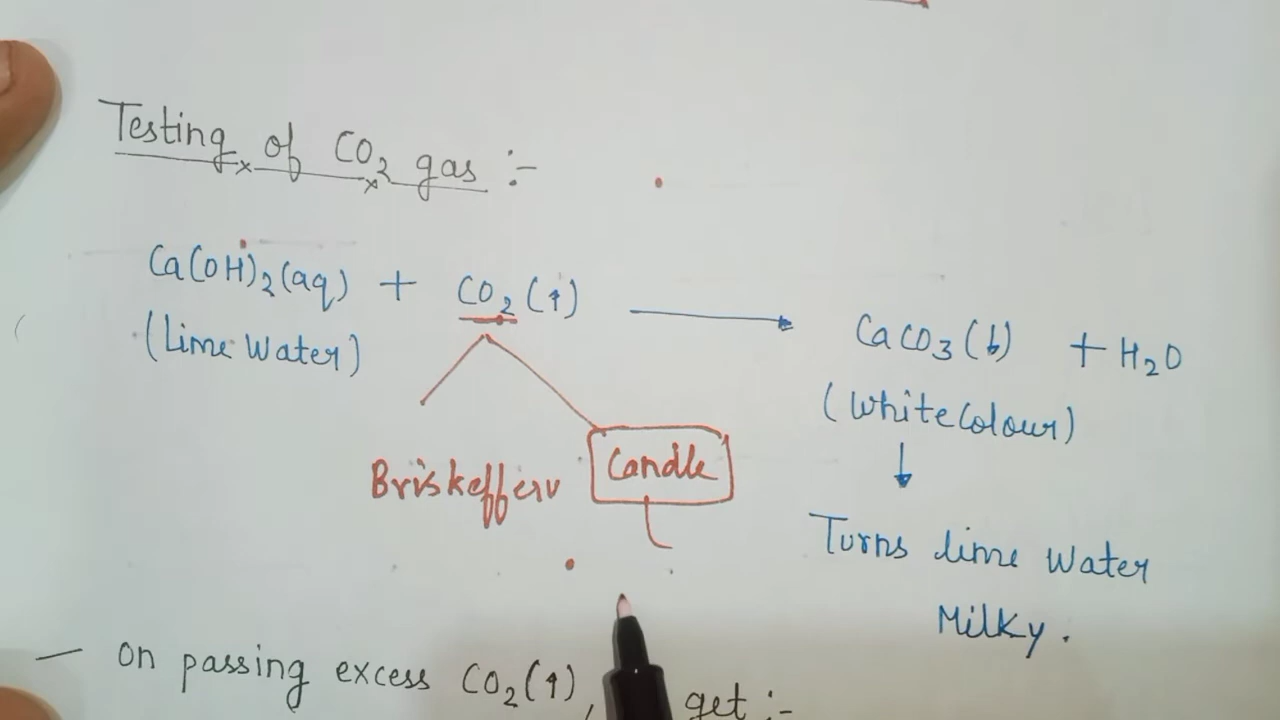 Testing of CO₂ gas :-
Ca(OH)₂(aq) + CO₂(↑) → CaCO₃(↓) + H₂O
(Lime Water)
(White Colour)
↓
Briskefferv
Candle
Turns lime Water
Milky.
— on passing excess CO₂(↑), get :-